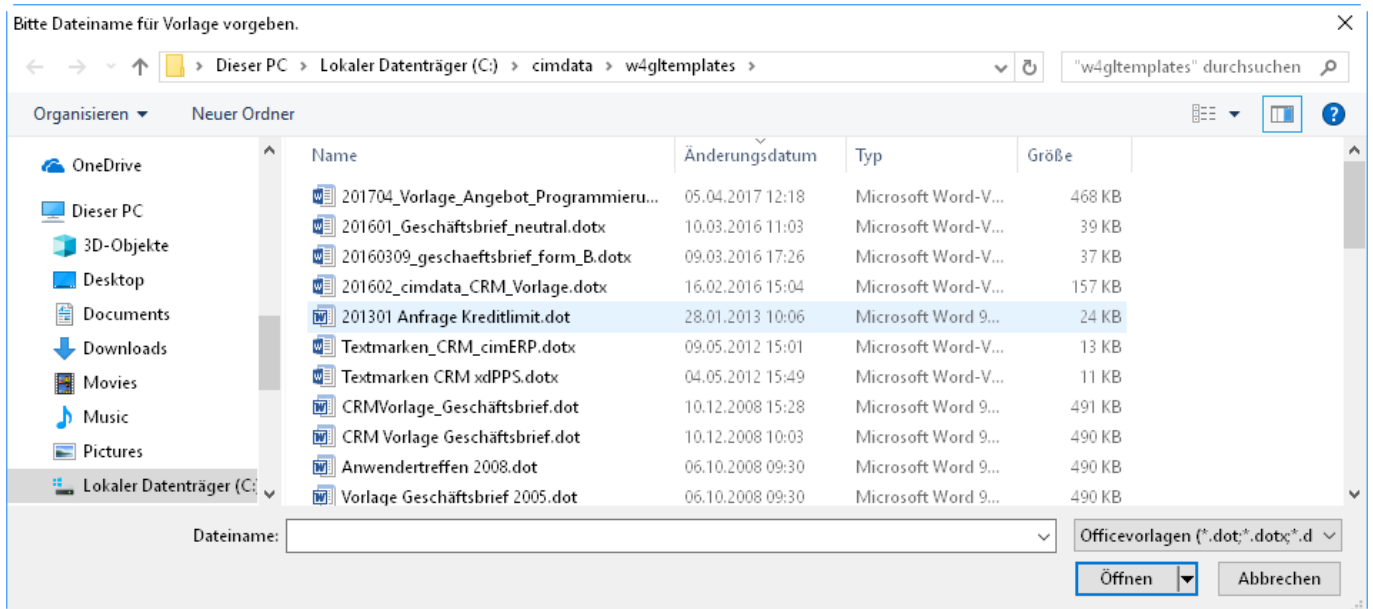 Bitte Dateiname für Vorlage vorgeben.
Dieser PC > Lokaler Datenträger (C:) > cimdata > w4gltemplates >
"w4gltemplates" durchsuchen
Organisieren Neuer Ordner
OneDrive
Dieser PC
3D-Objekte
Desktop
Documents
Downloads
Movies
Music
Pictures
Lokaler Datenträger (C:
Name Änderungsdatum Typ Größe
201704_Vorlage_Angebot_Programmieru... 05.04.2017 12:18 Microsoft Word-V... 468 KB
201601_Geschäftsbrief_neutral.dotx 10.03.2016 11:03 Microsoft Word-V... 39 KB
20160309_geschaeftsbrief_form_B.dotx 09.03.2016 17:26 Microsoft Word-V... 37 KB
201602_cimdata_CRM_Vorlage.dotx 16.02.2016 15:04 Microsoft Word-V... 157 KB
201301 Anfrage Kreditlimit.dot 28.01.2013 10:06 Microsoft Word 9... 24 KB
Textmarken_CRM_cimERP.dotx 09.05.2012 15:01 Microsoft Word-V... 13 KB
Textmarken CRM xdPPS.dotx 04.05.2012 15:49 Microsoft Word-V... 11 KB
CRMVorlage_Geschäftsbrief.dot 10.12.2008 15:28 Microsoft Word 9... 491 KB
CRM Vorlage Geschäftsbrief.dot 10.12.2008 10:03 Microsoft Word 9... 490 KB
Anwendertreffen 2008.dot 06.10.2008 09:30 Microsoft Word 9... 490 KB
Vorlage Geschäftsbrief 2005.dot 06.10.2008 09:30 Microsoft Word 9... 490 KB
Dateiname:
Officevorlagen (*.dot;*.dotx;*.d
Öffnen Abbrechen